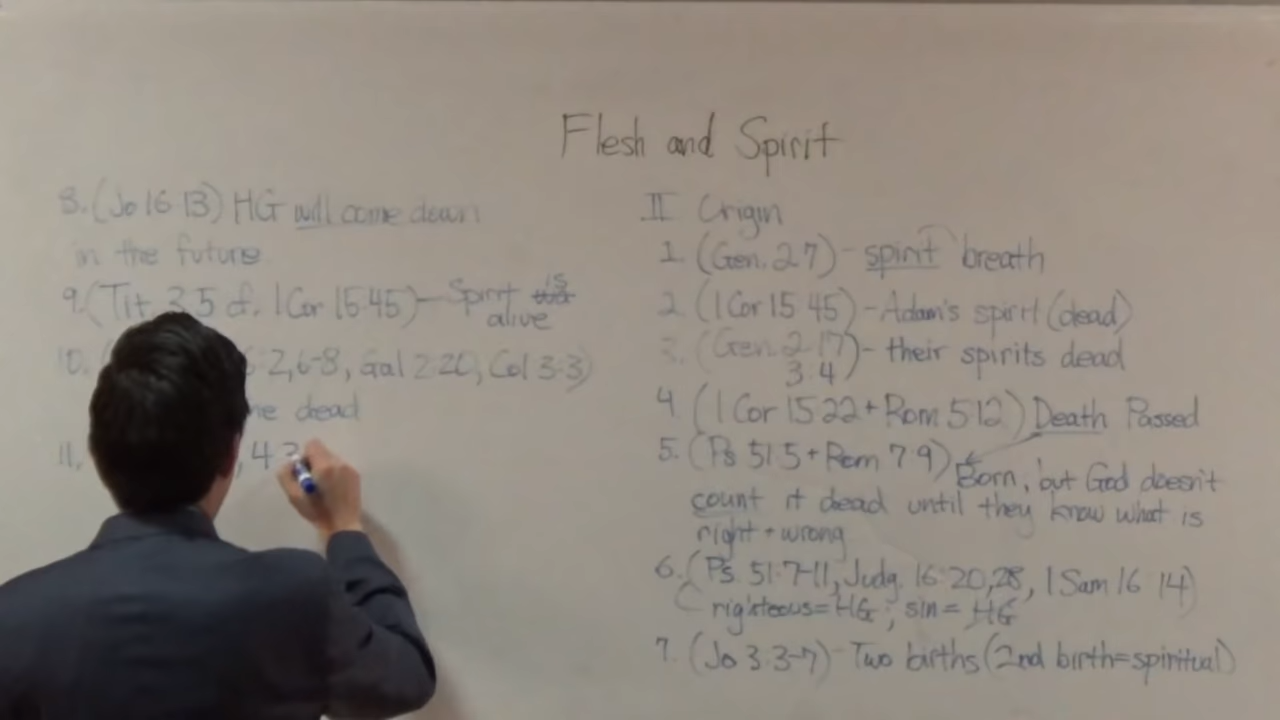 Flesh and Spirit
II Origin
1. (Gen. 2:7) - spirit breath
2. (1 Cor 15:45) - Adam's spirit (dead)
3. (Gen. 2:17) - their spirits dead
3:4
4 (1 Cor 15:22 + Rom 5:12) Death Passed
5. (Ps 51:5 + Rom 7:9) Born, but God doesn't
count it dead until they know what is
right + wrong
6. (Ps 51:7-11, Judg. 16:20,28, 1 Sam 16:14)
righteous = HG; sin = HG
7. (Jo 3:3-7) - Two births (2nd birth=spiritual)
8. (Jo 16:13) HG will come down
in the future
9. (Tit 3:5 cf. 1 Cor 15:45) - Spirit is
alive
10. 6:2,6-8, Gal 2:20, Col 3:3)
dead
11. , 4: